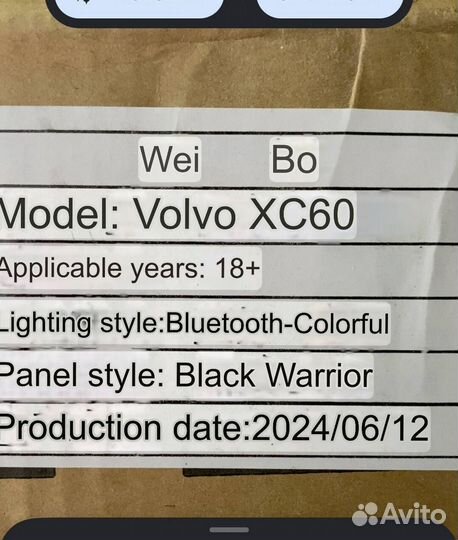 Wei Bo
Model: Volvo XC60
Applicable years: 18+
Lighting style:Bluetooth-Colorful
Panel style: Black Warrior
Production date:2024/06/12
Avito